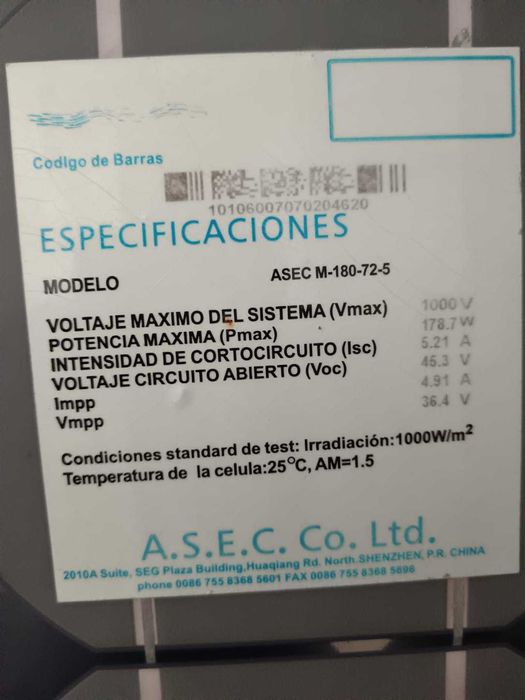 Codigo de Barras
10106007070204620
ESPECIFICACIONES
MODELO ASEC M-180-72-5
VOLTAJE MAXIMO DEL SISTEMA (Vmax) 1000 V
POTENCIA MAXIMA (Pmax) 178.7 W
INTENSIDAD DE CORTOCIRCUITO (Isc) 5.21 A
VOLTAJE CIRCUITO ABIERTO (Voc) 45.3 V
Impp 4.91 A
Vmpp 36.4 V
Condiciones standard de test: Irradiación:1000W/m²
Temperatura de la celula:25°C, AM=1.5
A.S.E.C. Co. Ltd.
2010A Suite, SEG Plaza Building,Huaqiang Rd. North.SHENZHEN, P.R. CHINA
phone 0086 755 8368 5601 FAX 0086 755 8368 5696